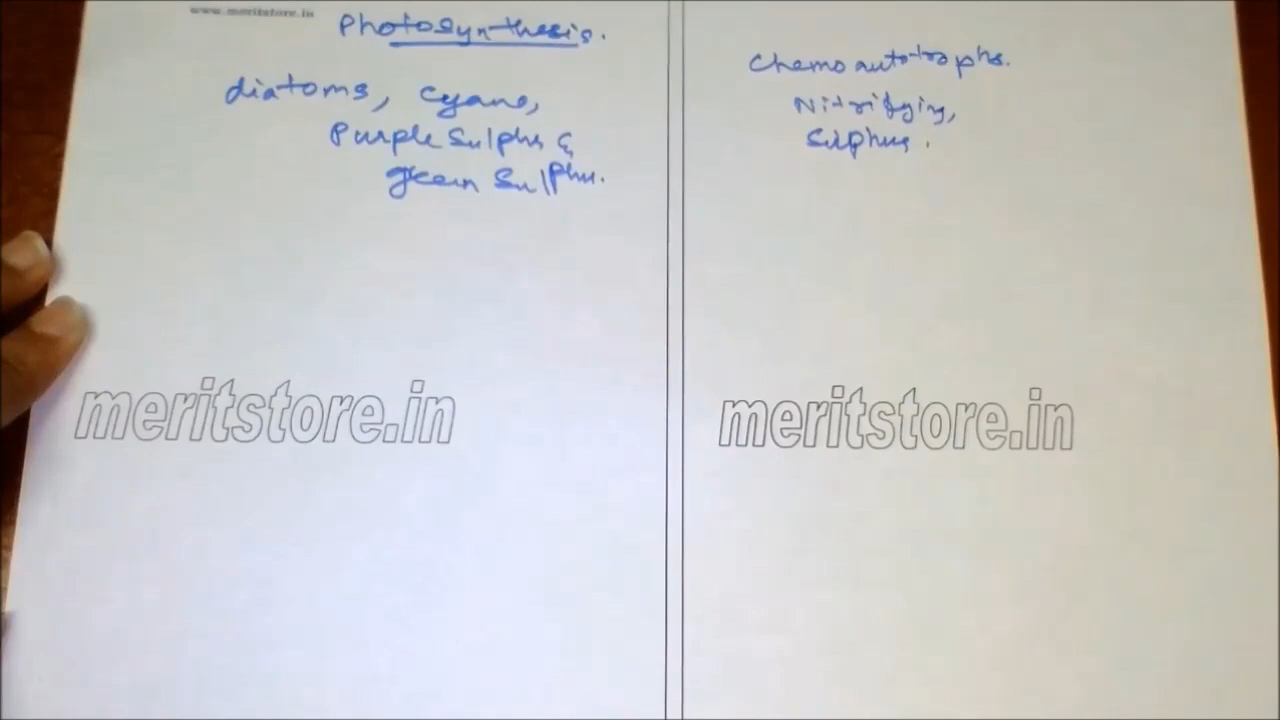 www.meritstore.in
Photosynthesis.
diatoms, cyano,
Purple Sulphur &
green Sulphur.
Chemoautotrophs.
Nitrifying,
Sulphur.
meritstore.in
meritstore.in